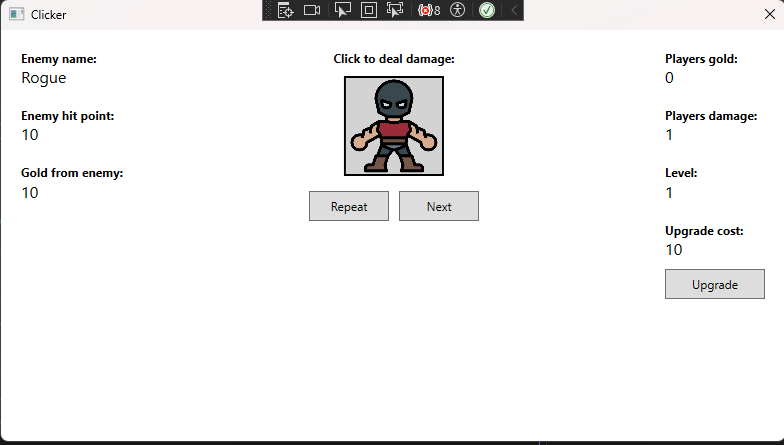 Clicker
8
Enemy name:
Rogue
Enemy hit point:
10
Gold from enemy:
10
Click to deal damage:
Repeat
Next
Players gold:
0
Players damage:
1
Level:
1
Upgrade cost:
10
Upgrade